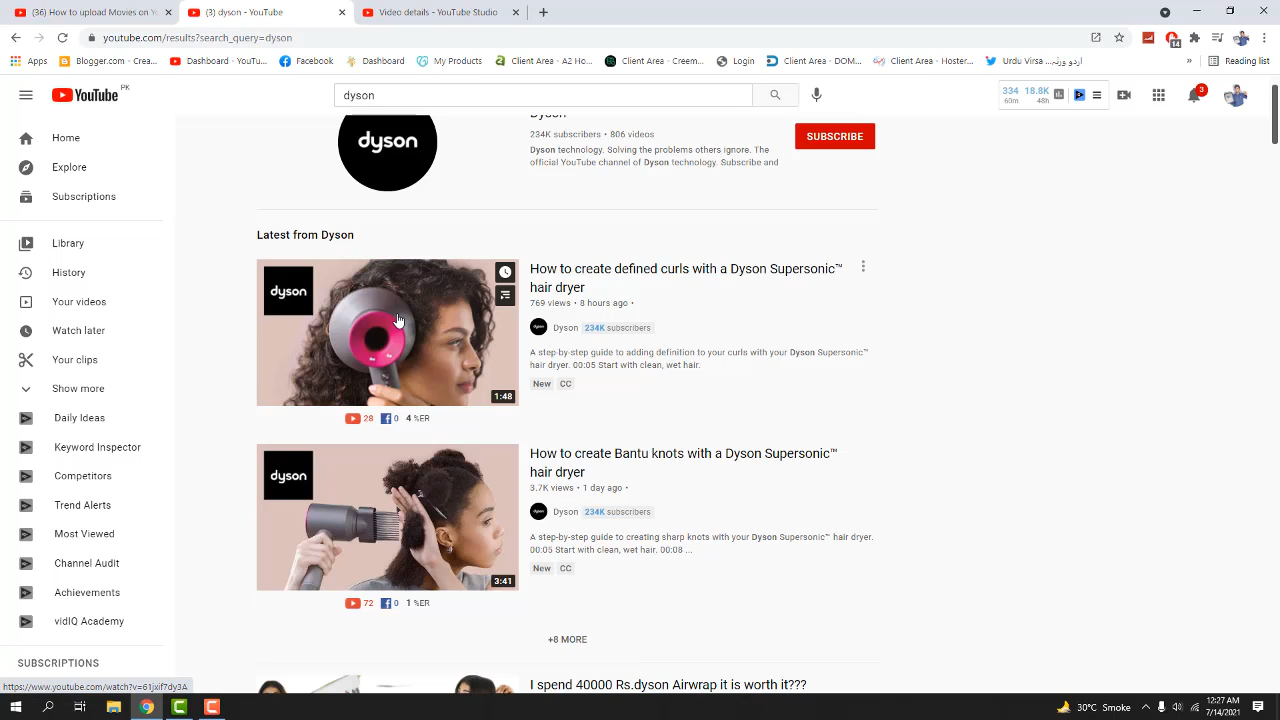 (36) How to upload Movies on Yo
(3) dyson - YouTube
Video details - YouTube Studio
youtube.com/results?search_query=dyson
14
Apps
Blogger.com - Crea...
Dashboard - YouTu...
Facebook
Dashboard
My Products
Client Area - A2 Ho...
Client Area - Creem...
Login
Client Area - DOM...
Client Area - Hoster...
Urdu Virsa
»
Reading list
YouTube PK
dyson
334 18.8K
60m 48h
3
Home
Explore
Subscriptions
Library
History
Your videos
Watch later
Your clips
Show more
Daily Ideas
Keyword Inspector
Competitors
Trend Alerts
Most Viewed
Channel Audit
Achievements
vidIQ Academy
SUBSCRIPTIONS
dyson
Dyson
234K subscribers • 806 videos
Dyson technology. Solving the problems others ignore. The
official YouTube channel of Dyson technology. Subscribe and
SUBSCRIBE
Latest from Dyson
dyson
1:48
How to create defined curls with a Dyson Supersonic™
hair dryer
769 views • 8 hours ago •
Dyson 234K subscribers
A step-by-step guide to adding definition to your curls with your Dyson Supersonic™
hair dryer. 00:05 Start with clean, wet hair.
New CC
28 0 4 %ER
dyson
3:41
How to create Bantu knots with a Dyson Supersonic™
hair dryer
3.7K views • 1 day ago •
Dyson 234K subscribers
A step-by-step guide to creating sharp knots with your Dyson Supersonic™ hair dryer.
00:05 Start with clean, wet hair. 00:08 ...
New CC
72 0 1 %ER
+8 MORE
I spend 40000 Rs.dyson Airwrap it is worth it???
https://www.youtube.com/watch?v=61jxif7dy3A
30°C Smoke
12:27 AM
7/14/2021